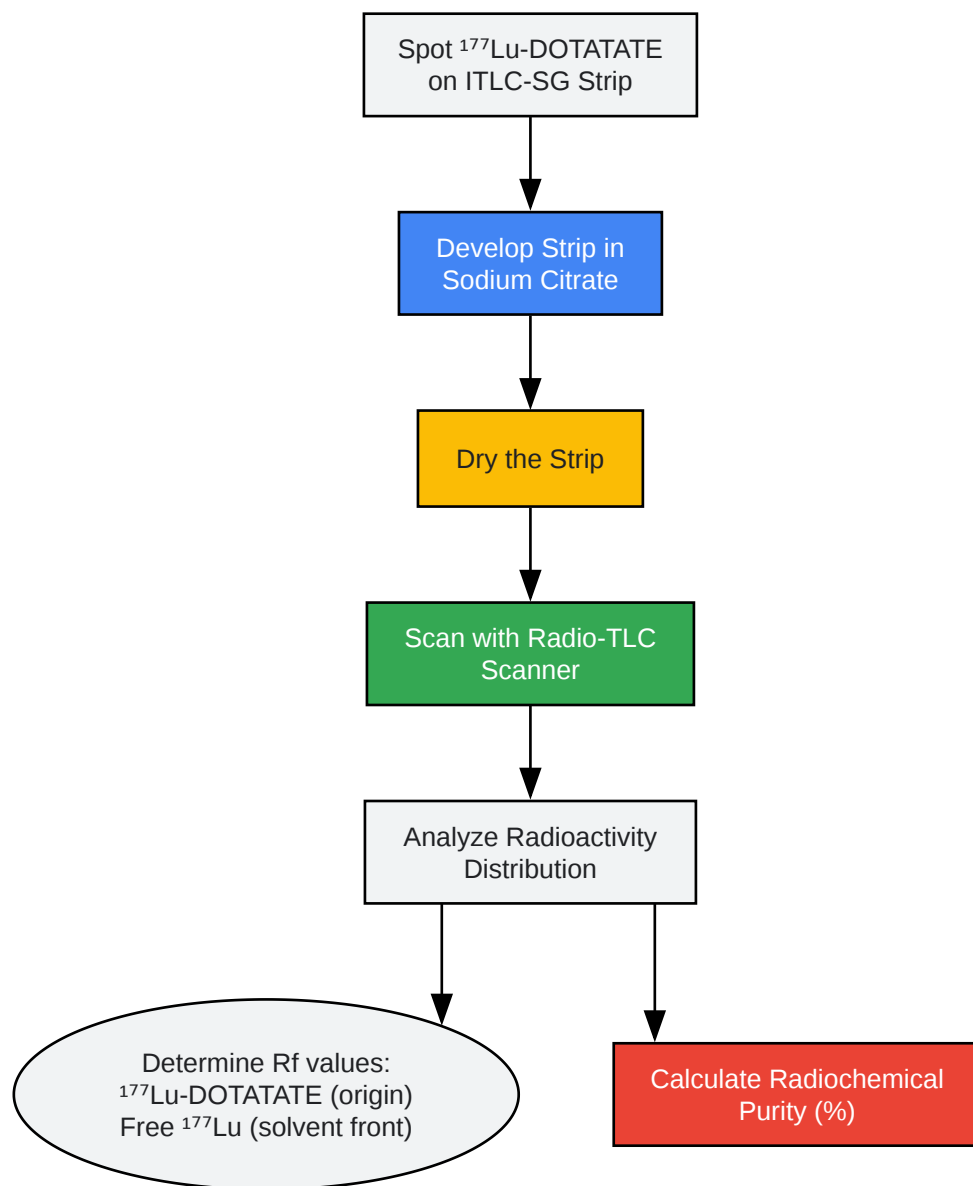 Spot ¹⁷⁷Lu-DOTATATE
on ITLC-SG Strip
Develop Strip in
Sodium Citrate
Dry the Strip
Scan with Radio-TLC
Scanner
Analyze Radioactivity
Distribution
Determine Rf values:
¹⁷⁷Lu-DOTATATE (origin)
Free ¹⁷⁷Lu (solvent front)
Calculate Radiochemical
Purity (%)